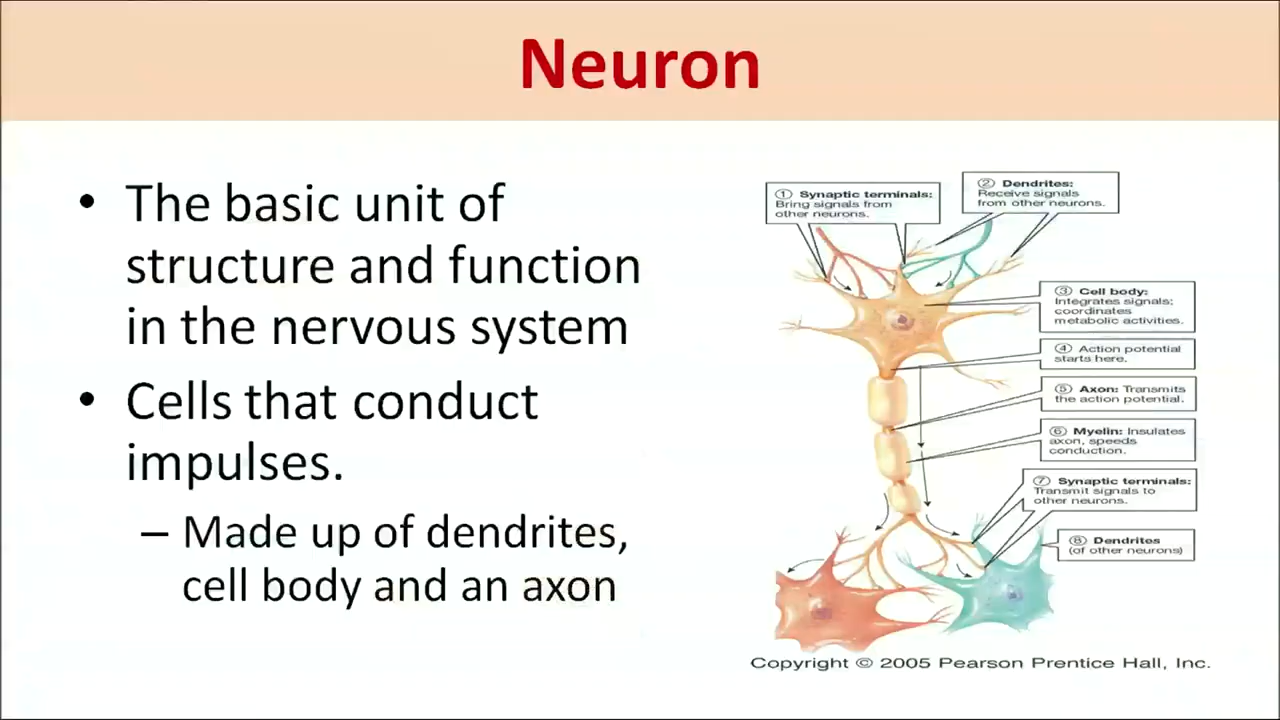 Neuron
• The basic unit of
structure and function
in the nervous system
• Cells that conduct
impulses.
– Made up of dendrites,
cell body and an axon
① Synaptic terminals:
Bring signals from
other neurons.
② Dendrites:
Receive signals
from other neurons.
③ Cell body:
Integrates signals;
coordinates
metabolic activities.
④ Action potential
starts here.
⑤ Axon: Transmits
the action potential.
⑥ Myelin: Insulates
axon, speeds
conduction.
⑦ Synaptic terminals:
Transmit signals to
other neurons.
⑧ Dendrites
(of other neurons)
Copyright © 2005 Pearson Prentice Hall, Inc.